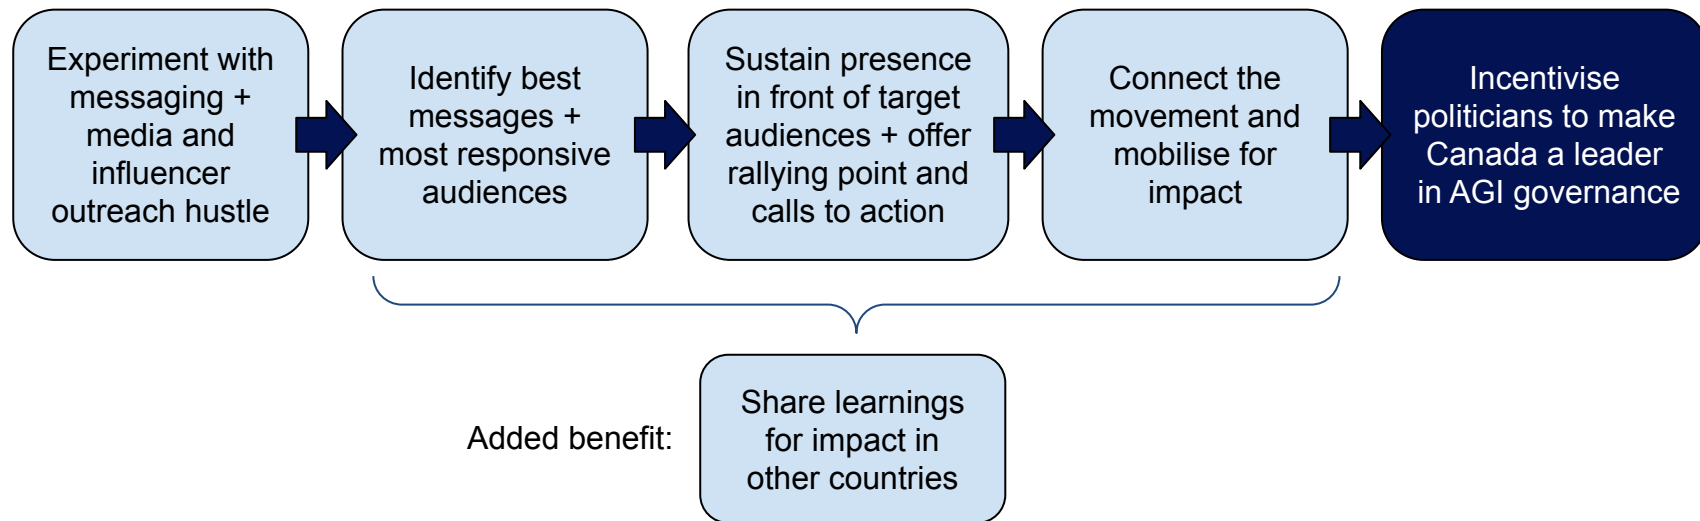 Experiment with
messaging +
media and
influencer
outreach hustle
Identify best
messages +
most responsive
audiences
Sustain presence
in front of target
audiences + offer
rallying point and
calls to action
Connect the
movement and
mobilise for
impact
Incentivise
politicians to make
Canada a leader
in AGI governance
Added benefit:
Share learnings
for impact in
other countries